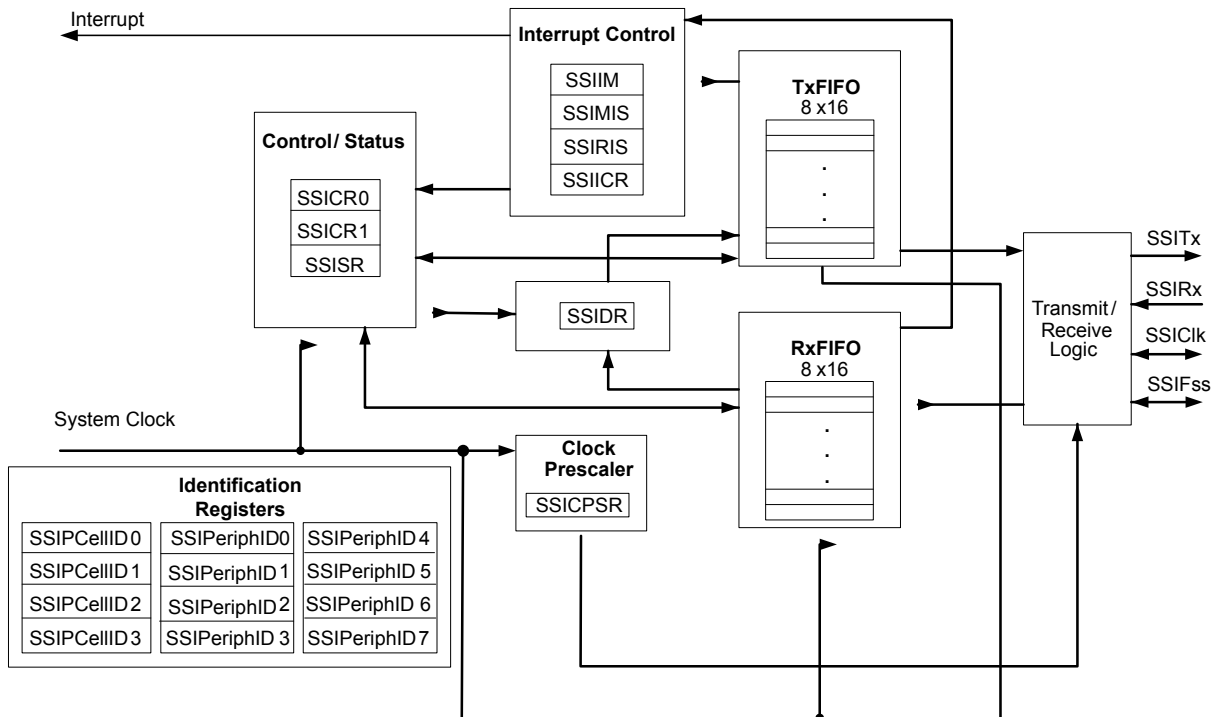 Interrupt
Interrupt Control
SSIIM
SSIMIS
SSIRIS
SSIICR
TxFIFO
8 x16
.
.
.
Control/ Status
SSICR0
SSICR1
SSISR
SSIDR
RxFIFO
8 x16
.
.
.
Transmit/
Receive
Logic
SSITx
SSIRx
SSIClk
SSIFss
System Clock
Clock
Prescaler
SSICPSR
Identification
Registers
SSIPCellID0 SSIPeriphID0 SSIPeriphID4
SSIPCellID1 SSIPeriphID1 SSIPeriphID5
SSIPCellID2 SSIPeriphID2 SSIPeriphID6
SSIPCellID3 SSIPeriphID3 SSIPeriphID7